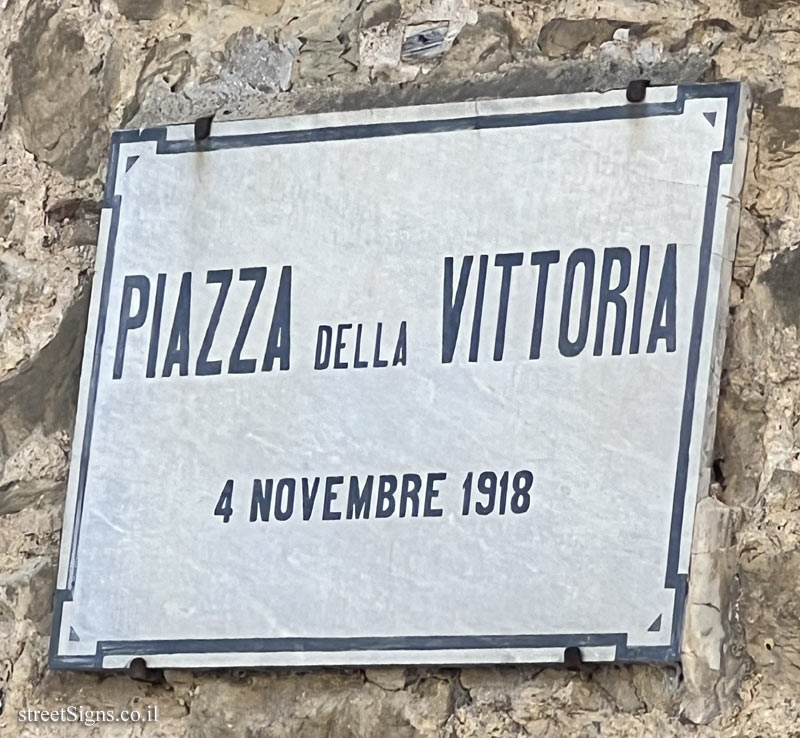 PIAZZA DELLA VITTORIA
4 NOVEMBRE 1918
streetSigns.co.il